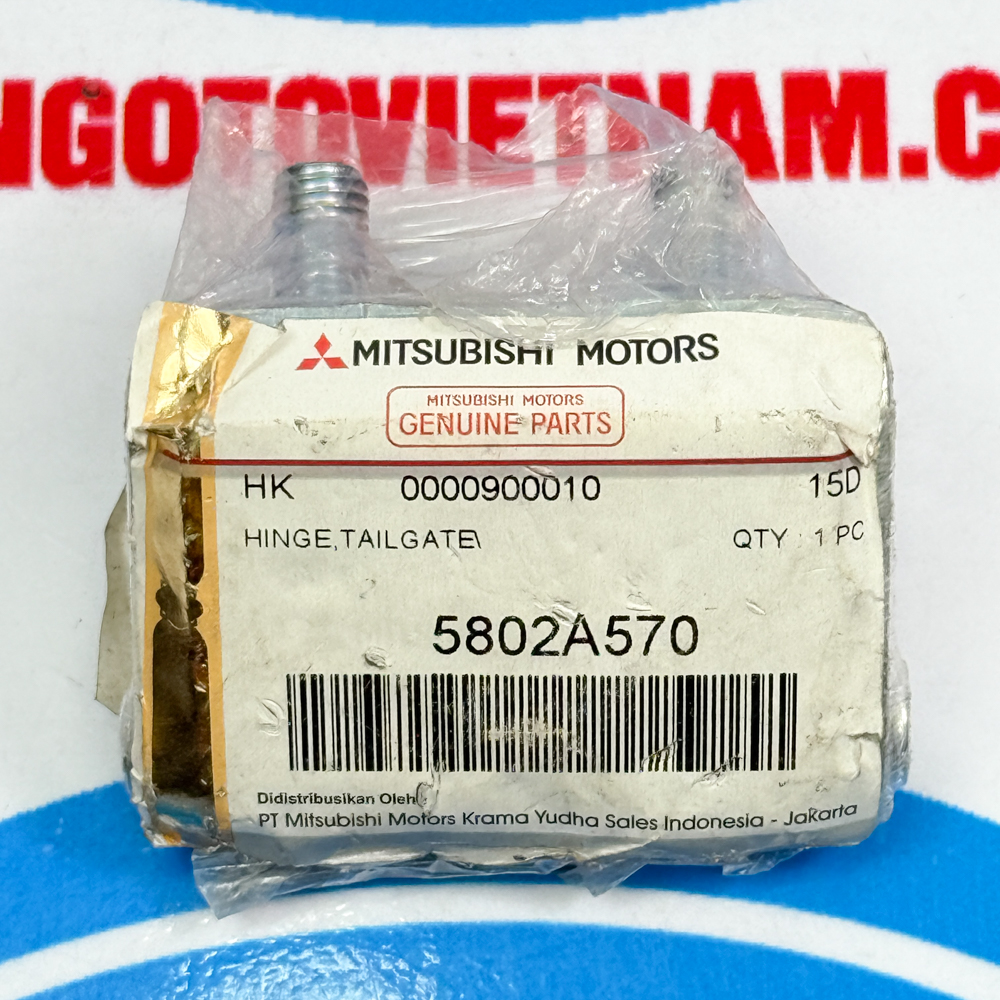 NGOTOVIETNAM.C
MITSUBISHI MOTORS
MITSUBISHI MOTORS
GENUINE PARTS
HK 0000900010 15D
HINGE,TAILGATE\ QTY : 1 PC
5802A570
Didistribusikan Oleh
PT Mitsubishi Motors Krama Yudha Sales Indonesia - Jakarta